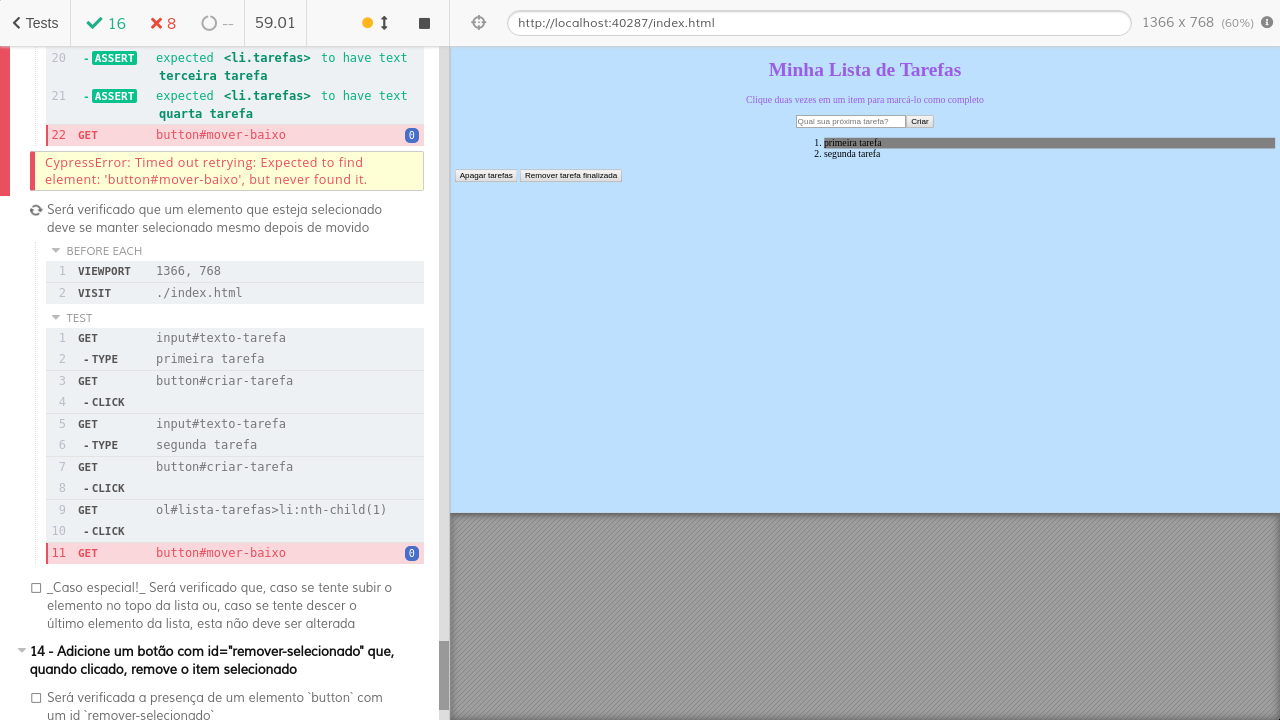 Tests
16
8
--
59.01
http://localhost:40287/index.html
1366 x 768 (60%)
20 - ASSERT expected <li.tarefas> to have text
terceira tarefa
21 - ASSERT expected <li.tarefas> to have text
quarta tarefa
22 GET button#mover-baixo 0
CypressError: Timed out retrying: Expected to find
element: 'button#mover-baixo', but never found it.
Será verificado que um elemento que esteja selecionado
deve se manter selecionado mesmo depois de movido
BEFORE EACH
1 VIEWPORT 1366, 768
2 VISIT ./index.html
TEST
1 GET input#texto-tarefa
2 - TYPE primeira tarefa
3 GET button#criar-tarefa
4 - CLICK
5 GET input#texto-tarefa
6 - TYPE segunda tarefa
7 GET button#criar-tarefa
8 - CLICK
9 GET ol#lista-tarefas>li:nth-child(1)
10 - CLICK
11 GET button#mover-baixo 0
_Caso especial!_ Será verificado que, caso se tente subir o
elemento no topo da lista ou, caso se tente descer o
último elemento da lista, esta não deve ser alterada
14 - Adicione um botão com id="remover-selecionado" que,
quando clicado, remove o item selecionado
Será verificada a presença de um elemento `button` com
um id `remover-selecionado`
Minha Lista de Tarefas
Clique duas vezes em um item para marcá-lo como completo
Qual sua próxima tarefa? Criar
1. primeira tarefa
2. segunda tarefa
Apagar tarefas Remover tarefa finalizada